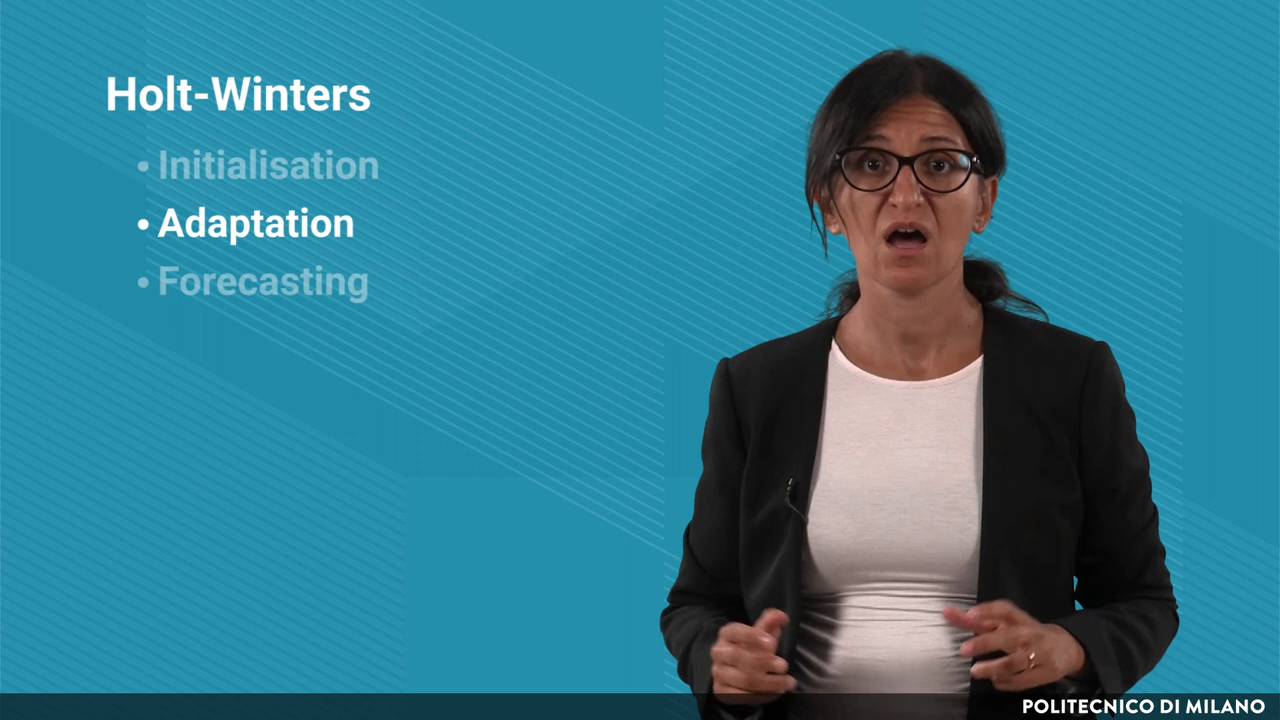 Holt-Winters
• Initialisation
• Adaptation
• Forecasting
POLITECNICO DI MILANO